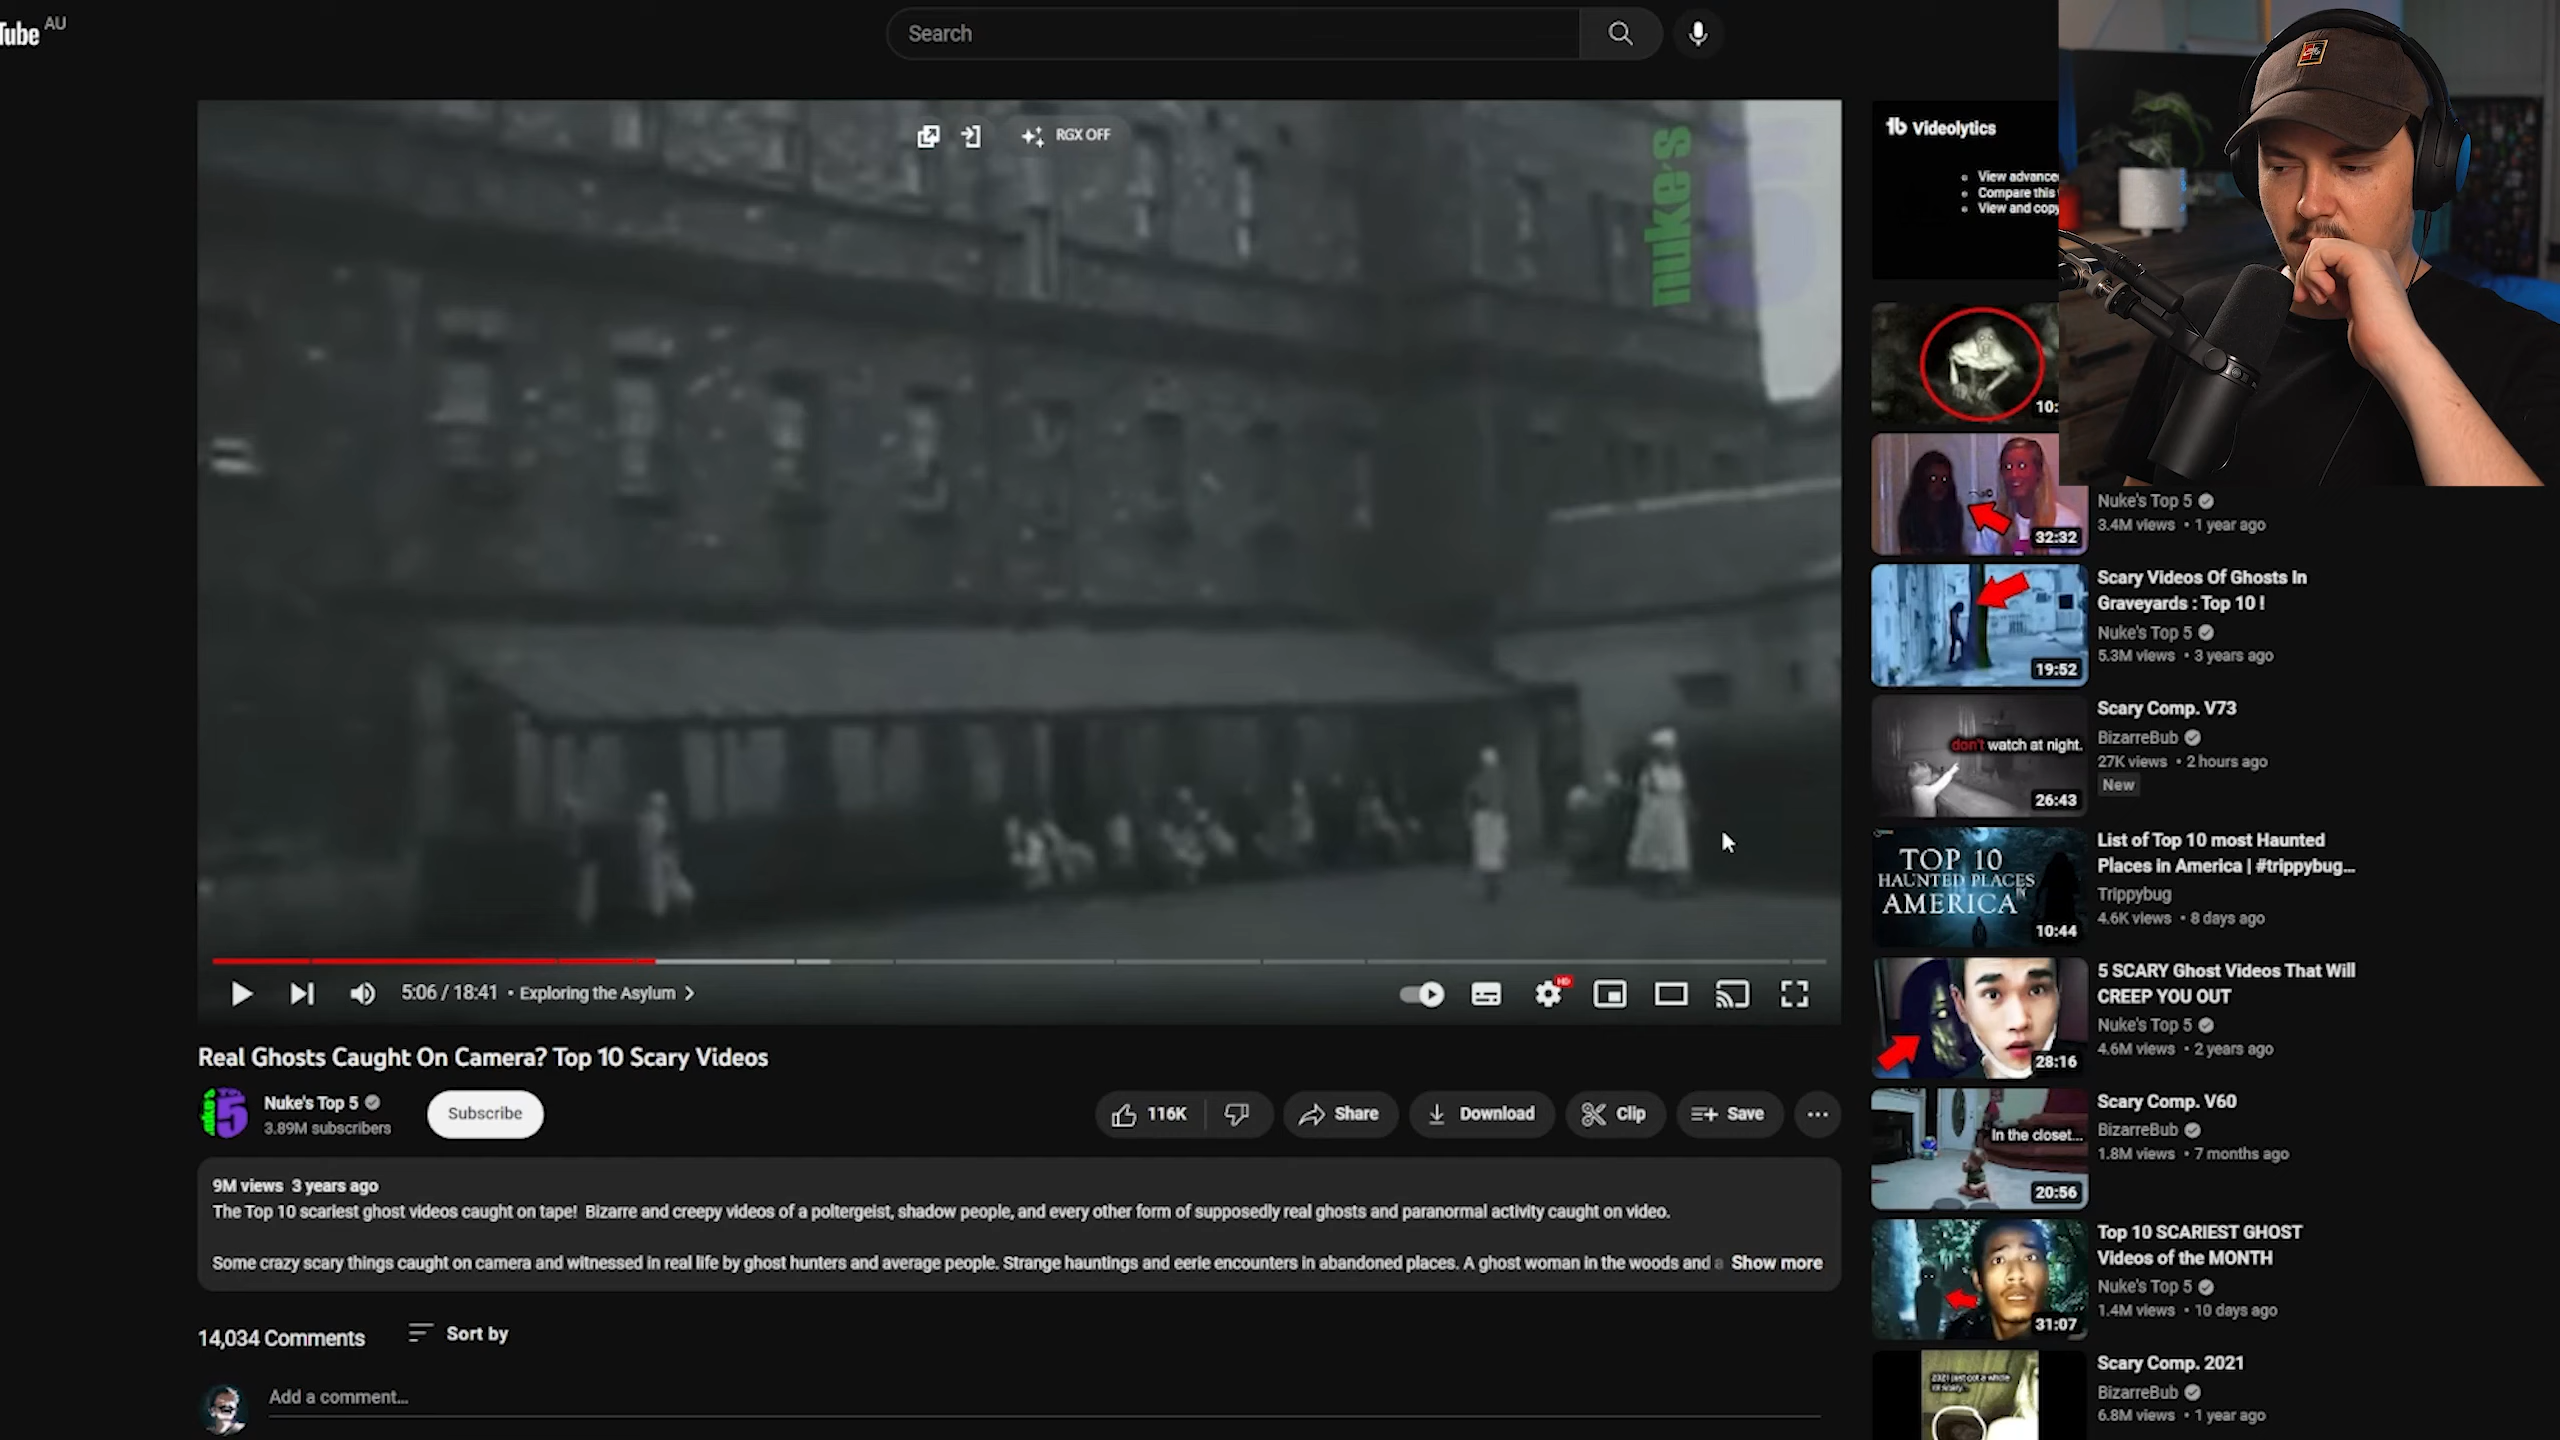 Tube AU
Search
RGX OFF
nuke's
Videolytics
View advance
Compare this
View and copy
10:
32:32
Nuke's Top 5
3.4M views • 1 year ago
19:52
Scary Videos Of Ghosts In
Graveyards : Top 10 !
Nuke's Top 5
5.3M views • 3 years ago
don't watch at night.
26:43
Scary Comp. V73
BizarreBub
27K views • 2 hours ago
New
TOP 10
HAUNTED PLACES
IN
AMERICA
10:44
List of Top 10 most Haunted
Places in America | #trippybug...
Trippybug
4.6K views • 8 days ago
28:16
5 SCARY Ghost Videos That Will
CREEP YOU OUT
Nuke's Top 5
4.6M views • 2 years ago
In the closet...
20:56
Scary Comp. V60
BizarreBub
1.8M views • 7 months ago
31:07
Top 10 SCARIEST GHOST
Videos of the MONTH
Nuke's Top 5
1.4M views • 10 days ago
Scary Comp. 2021
BizarreBub
6.8M views • 1 year ago
5:06 / 18:41 • Exploring the Asylum
HD
Real Ghosts Caught On Camera? Top 10 Scary Videos
nuke's TOP 5
Nuke's Top 5
3.89M subscribers
Subscribe
116K
Share
Download
Clip
Save
9M views 3 years ago
The Top 10 scariest ghost videos caught on tape! Bizarre and creepy videos of a poltergeist, shadow people, and every other form of supposedly real ghosts and paranormal activity caught on video.
Some crazy scary things caught on camera and witnessed in real life by ghost hunters and average people. Strange hauntings and eerie encounters in abandoned places. A ghost woman in the woods and a Show more
14,034 Comments
Sort by
Add a comment...